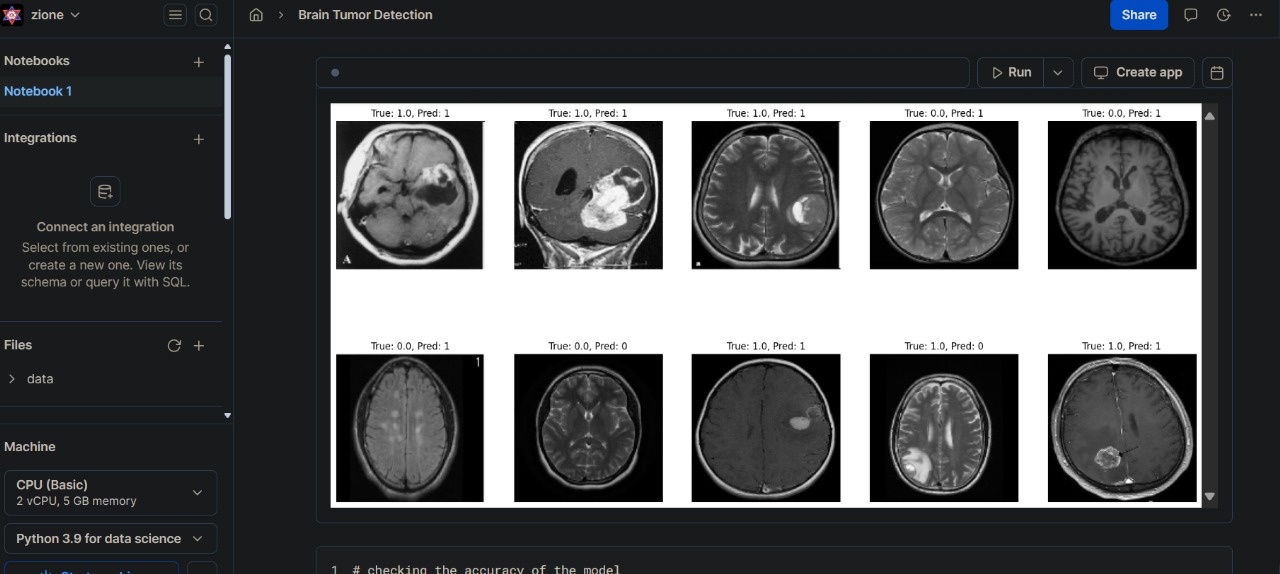 zione
Brain Tumor Detection
Share
Notebooks
Notebook 1
Integrations
Connect an integration
Select from existing ones, or
create a new one. View its
schema or query it with SQL.
Files
data
Machine
CPU (Basic)
2 vCPU, 5 GB memory
Python 3.9 for data science
Run
Create app
True: 1.0, Pred: 1
True: 1.0, Pred: 1
True: 1.0, Pred: 1
True: 0.0, Pred: 1
True: 0.0, Pred: 1
A
True: 0.0, Pred: 1
True: 0.0, Pred: 0
True: 1.0, Pred: 1
True: 1.0, Pred: 0
True: 1.0, Pred: 1
1
1 # checking the accuracy of the model